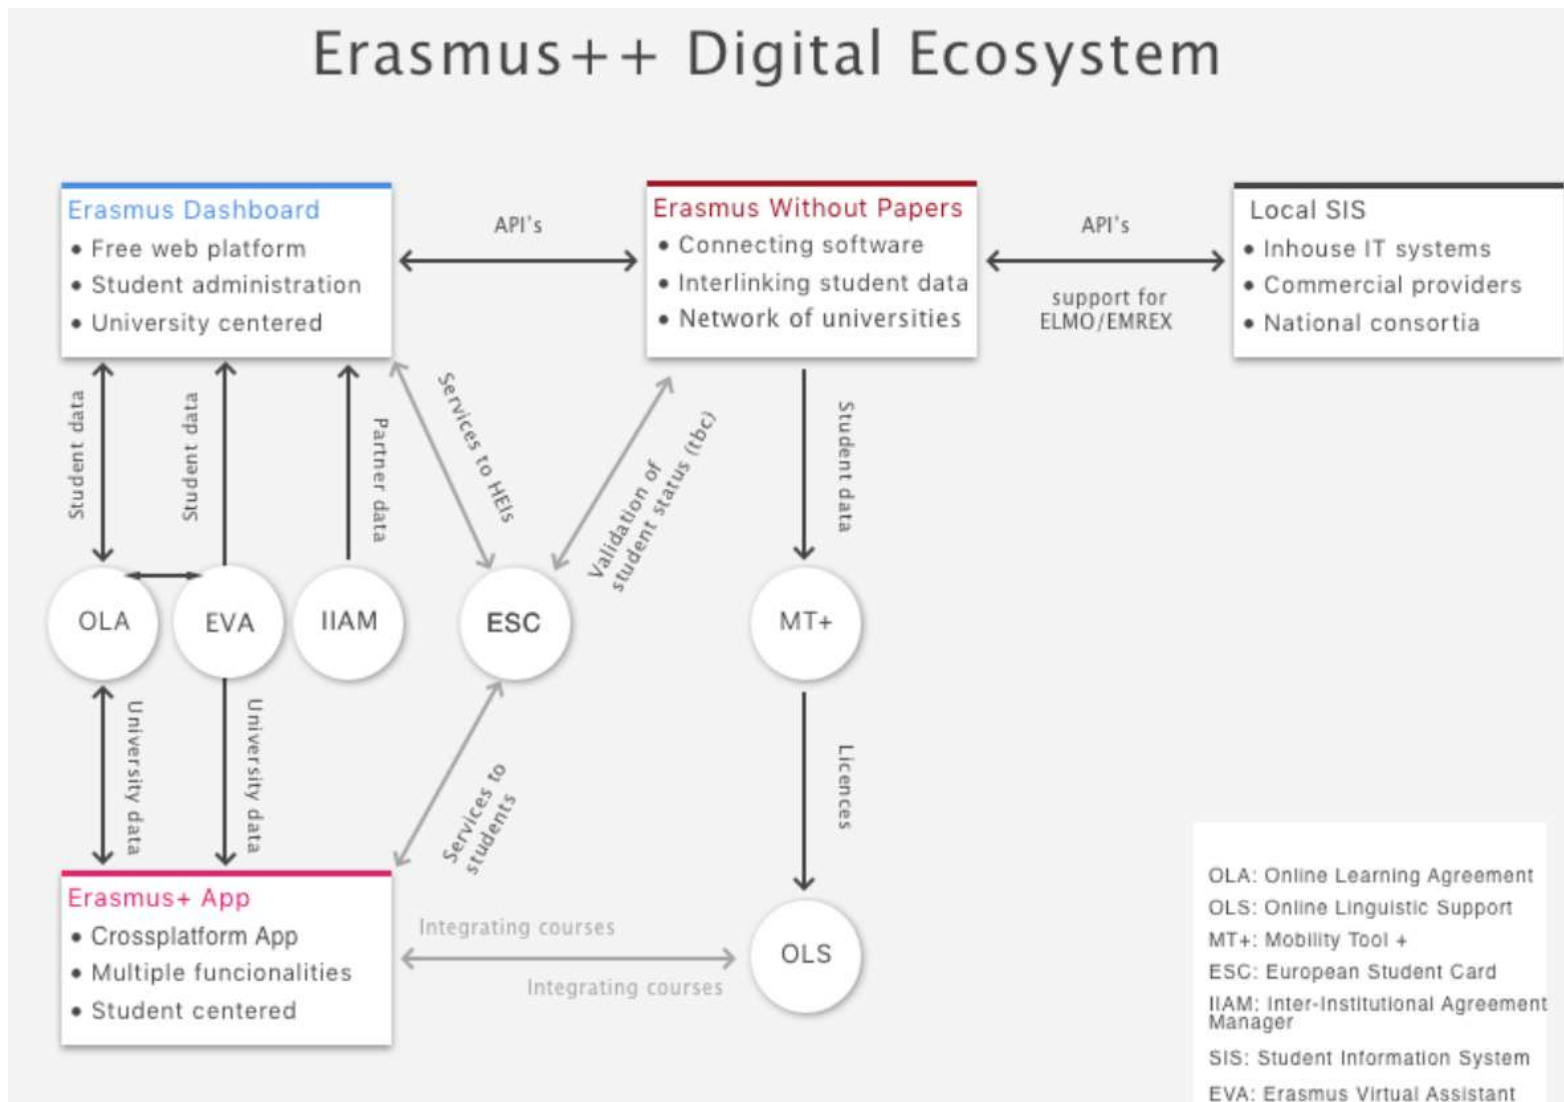 Erasmus++ Digital Ecosystem
Erasmus Dashboard
• Free web platform
• Student administration
• University centered
API's
Erasmus Without Papers
• Connecting software
• Interlinking student data
• Network of universities
API's
support for
ELMO/EMREX
Local SIS
• Inhouse IT systems
• Commercial providers
• National consortia
Student data
Student data
Partner data
Services to HEIs
Validation of
student status (tbc)
Student data
OLA
EVA
IIAM
ESC
MT+
University data
University data
Services to
students
Licences
Erasmus+ App
• Crossplatform App
• Multiple funcionalities
• Student centered
Integrating courses
Integrating courses
OLS
OLA: Online Learning Agreement
OLS: Online Linguistic Support
MT+: Mobility Tool +
ESC: European Student Card
IIAM: Inter-Institutional Agreement
Manager
SIS: Student Information System
EVA: Erasmus Virtual Assistant